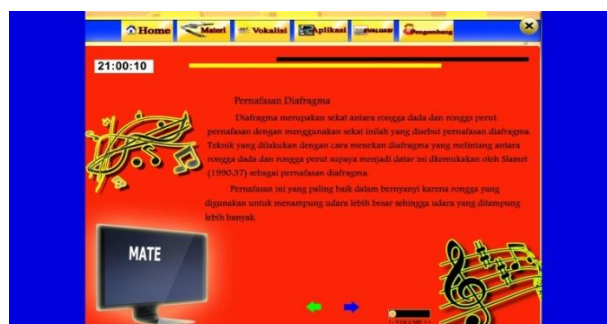 Home Materi Vokalisi Aplikasi EVALUASI Pengembang
21:00:10
Pernafasan Diafragma
Diafragma merupakan sekat antara rongga dada dan ronggs perut.
pernafasan dengan menggunakan sekat inilah yang disebut pernafasan diafragma.
Teknik yang dilakukan dengan cara menekan diafragma yang melintang antara
rongga dada dan rongga perut supaya menjadi datar ini dkemukakan oleh Slamet
(1990,37) sebagai pernafasan diafragma.
Pernafasan ini yang paling baik dalam bernyanyi karena rongga yang
digunakan untuk menampung udara lebih besar sehingga udara yang ditampung
lebih banyak.
MATE
VOLUME